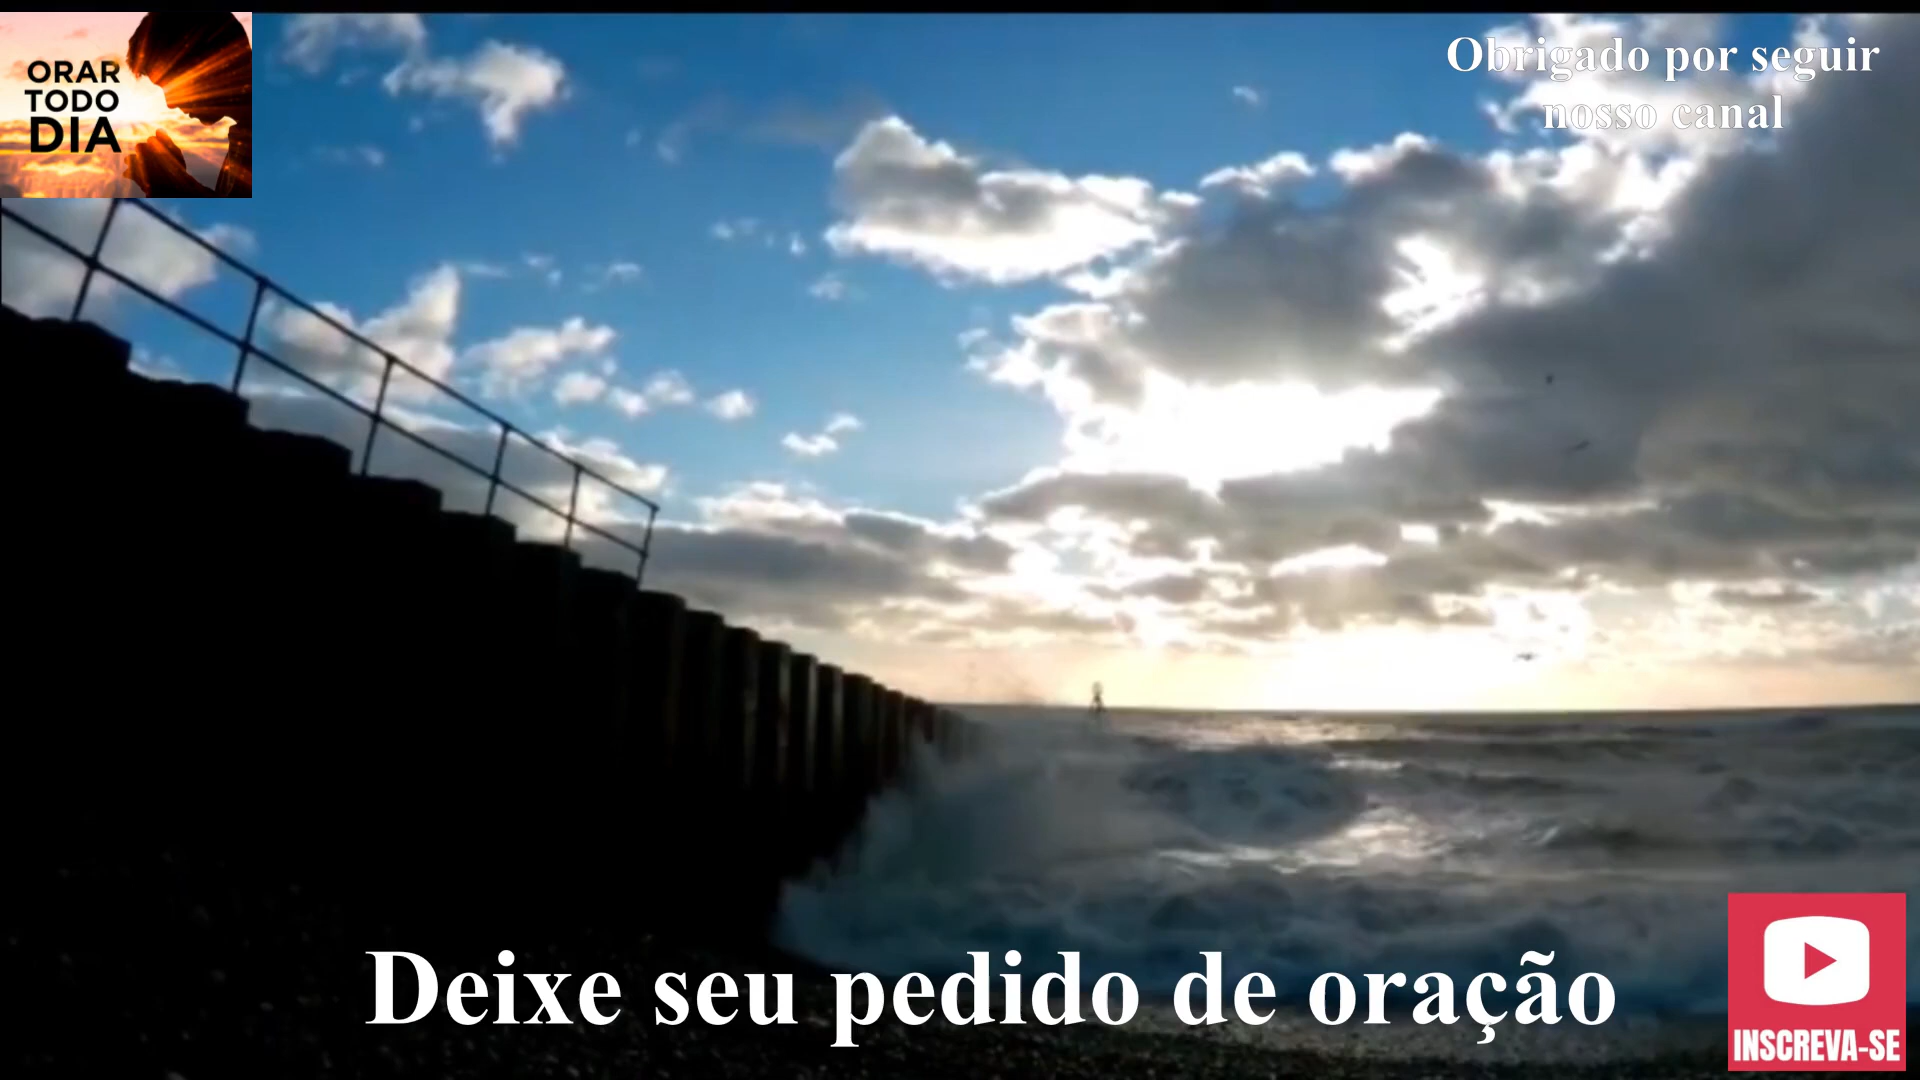 ORAR
TODO
DIA
Obrigado por seguir
nosso canal
Deixe seu pedido de oração
INSCREVA-SE